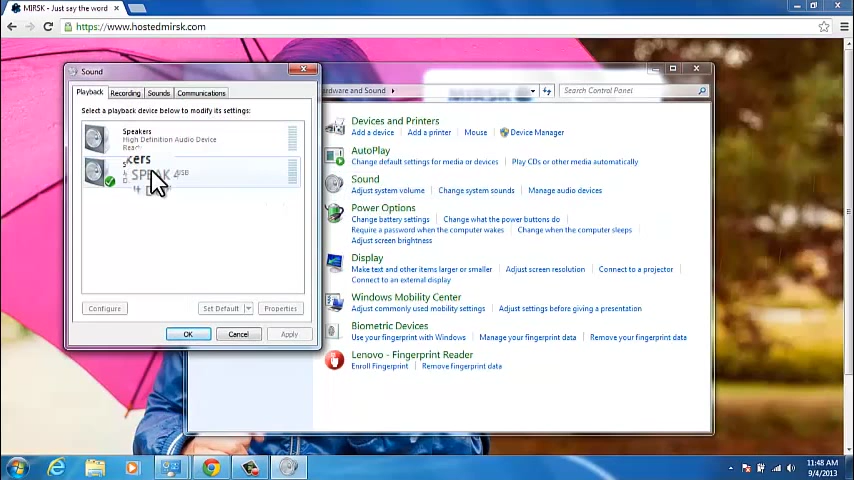 MIRSK - Just say the word
https://www.hostedmirsk.com
Sound
Playback
Recording
Sounds
Communications
Select a playback device below to modify its settings:
Speakers
High Definition Audio Device
Ready
kers
SPEAK
USB
Configure
Set Default
Properties
OK
Cancel
Apply
ardware and Sound
Search Control Panel
Devices and Printers
Add a device
Add a printer
Mouse
Device Manager
AutoPlay
Change default settings for media or devices
Play CDs or other media automatically
Sound
Adjust system volume
Change system sounds
Manage audio devices
Power Options
Change battery settings
Change what the power buttons do
Require a password when the computer wakes
Change when the computer sleeps
Adjust screen brightness
Display
Make text and other items larger or smaller
Adjust screen resolution
Connect to a projector
Connect to an external display
Windows Mobility Center
Adjust commonly used mobility settings
Adjust settings before giving a presentation
Biometric Devices
Use your fingerprint with Windows
Manage your fingerprint data
Remove your fingerprint data
Lenovo - Fingerprint Reader
Enroll Fingerprint
Remove fingerprint data
11:48 AM
9/4/2013